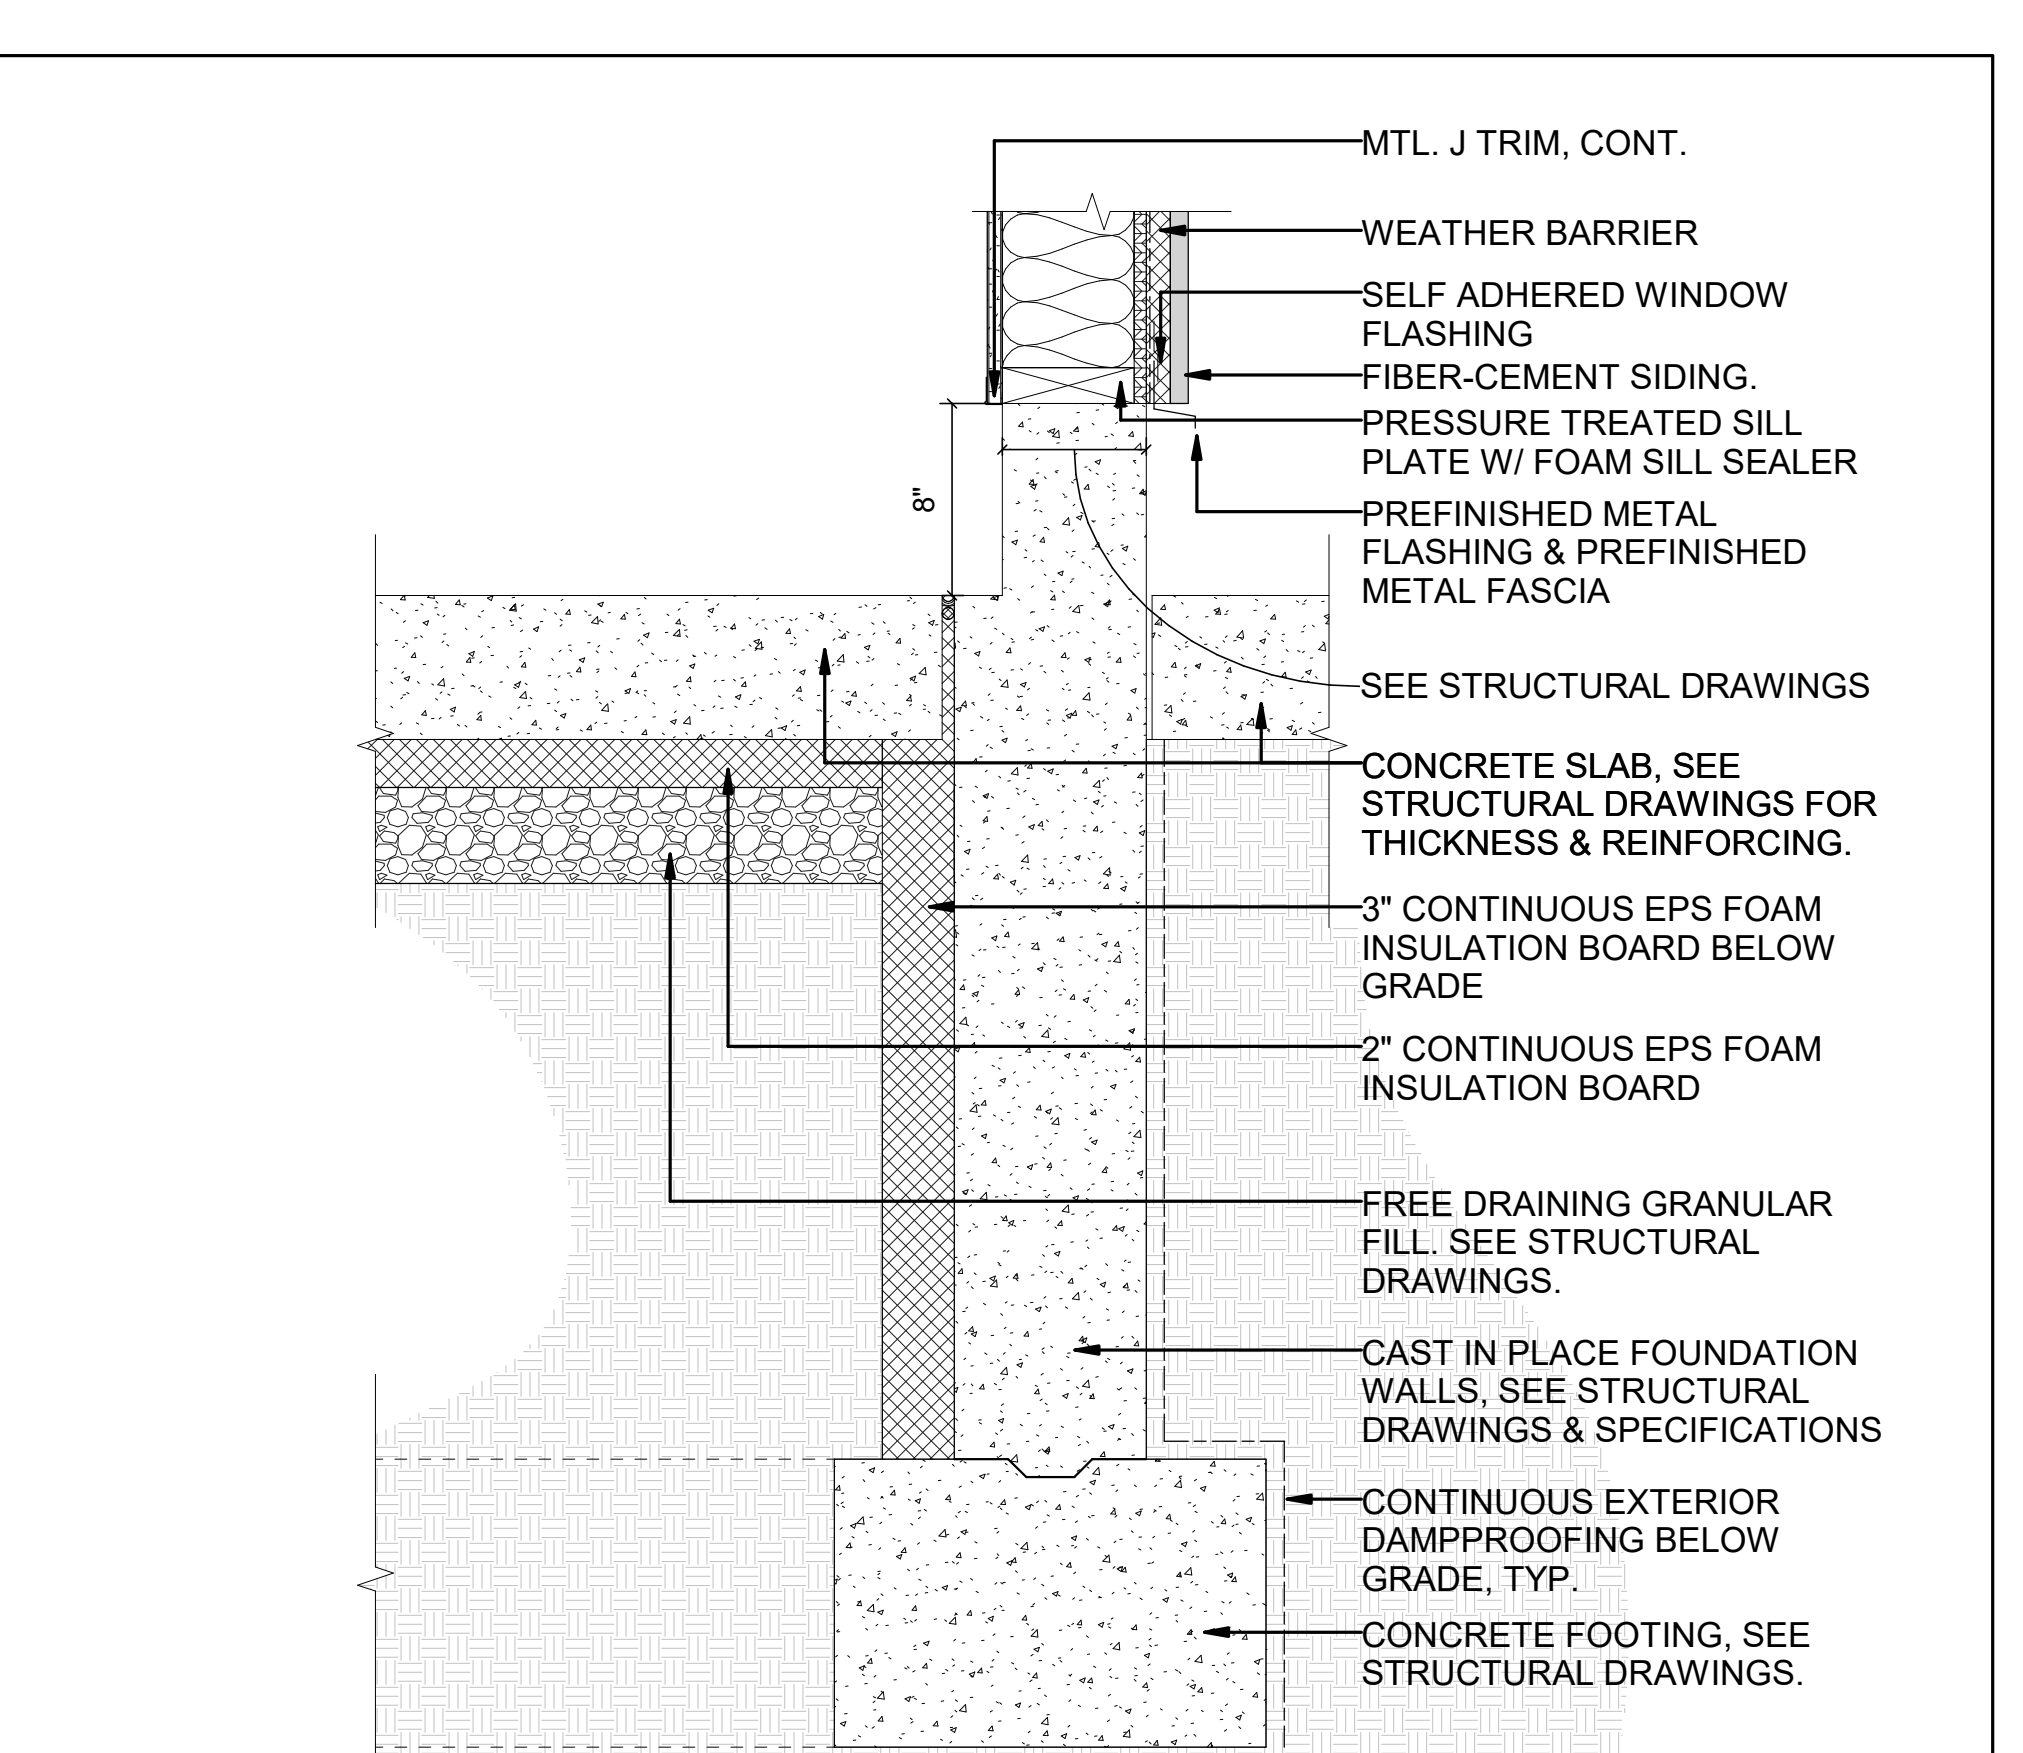 MTL. J TRIM, CONT.
WEATHER BARRIER
SELF ADHERED WINDOW
FLASHING
FIBER-CEMENT SIDING.
PRESSURE TREATED SILL
PLATE W/ FOAM SILL SEALER
8"
PREFINISHED METAL
FLASHING & PREFINISHED
METAL FASCIA
SEE STRUCTURAL DRAWINGS
CONCRETE SLAB, SEE
STRUCTURAL DRAWINGS FOR
THICKNESS & REINFORCING.
3" CONTINUOUS EPS FOAM
INSULATION BOARD BELOW
GRADE
2" CONTINUOUS EPS FOAM
INSULATION BOARD
FREE DRAINING GRANULAR
FILL. SEE STRUCTURAL
DRAWINGS.
CAST IN PLACE FOUNDATION
WALLS, SEE STRUCTURAL
DRAWINGS & SPECIFICATIONS
CONTINUOUS EXTERIOR
DAMPPROOFING BELOW
GRADE, TYP.
CONCRETE FOOTING, SEE
STRUCTURAL DRAWINGS.